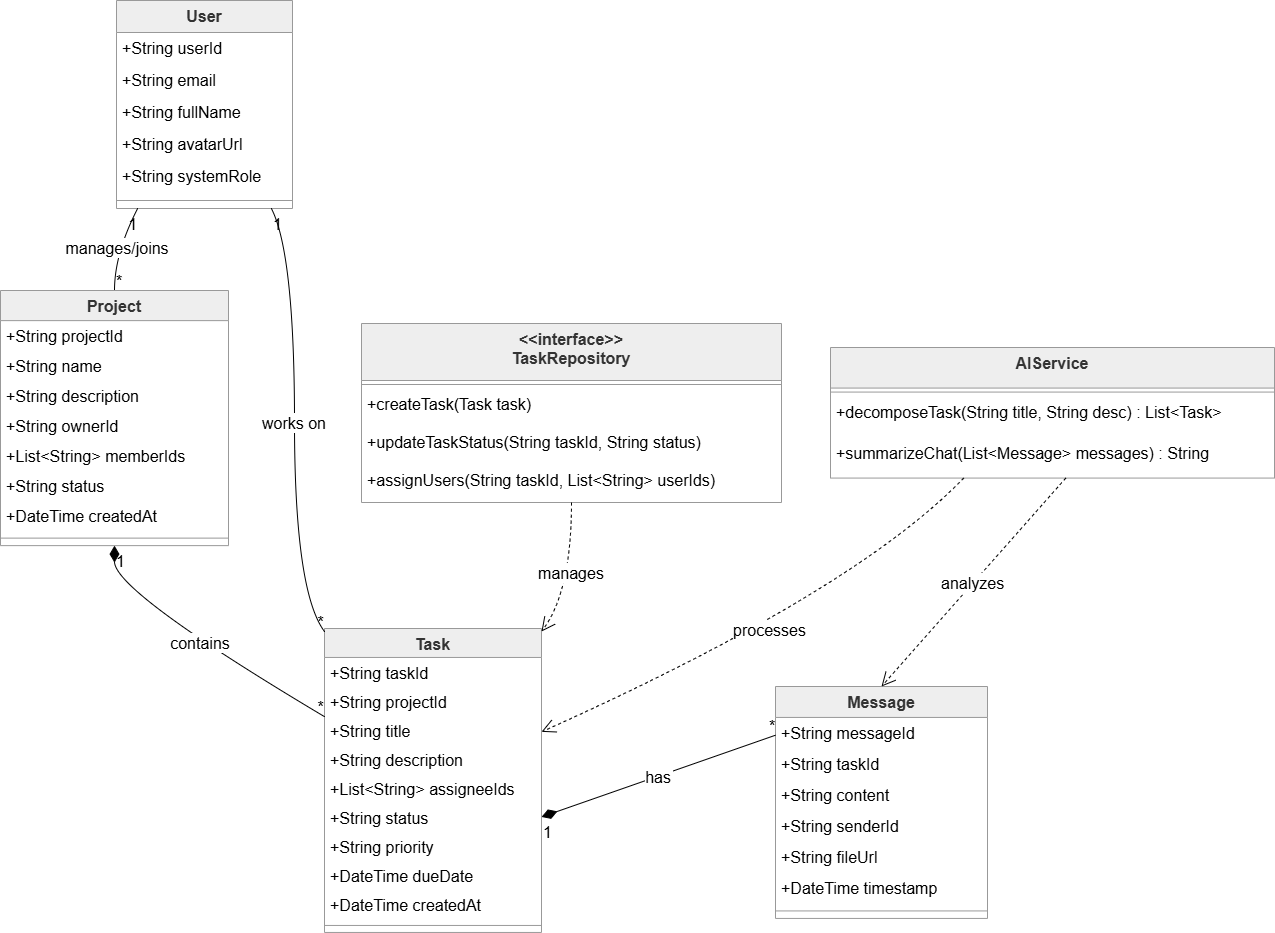 User
+String userId
+String email
+String fullName
+String avatarUrl
+String systemRole
1
manages/joins
*
1
works on
*
Project
+String projectId
+String name
+String description
+String ownerId
+List<String> memberIds
+String status
+DateTime createdAt
1
contains
*
<<interface>>
TaskRepository
+createTask(Task task)
+updateTaskStatus(String taskId, String status)
+assignUsers(String taskId, List<String> userIds)
manages
AIService
+decomposeTask(String title, String desc) : List<Task>
+summarizeChat(List<Message> messages) : String
processes
analyzes
Task
+String taskId
+String projectId
+String title
+String description
+List<String> assigneeIds
+String status
+String priority
+DateTime dueDate
+DateTime createdAt
1
has
*
Message
+String messageId
+String taskId
+String content
+String senderId
+String fileUrl
+DateTime timestamp